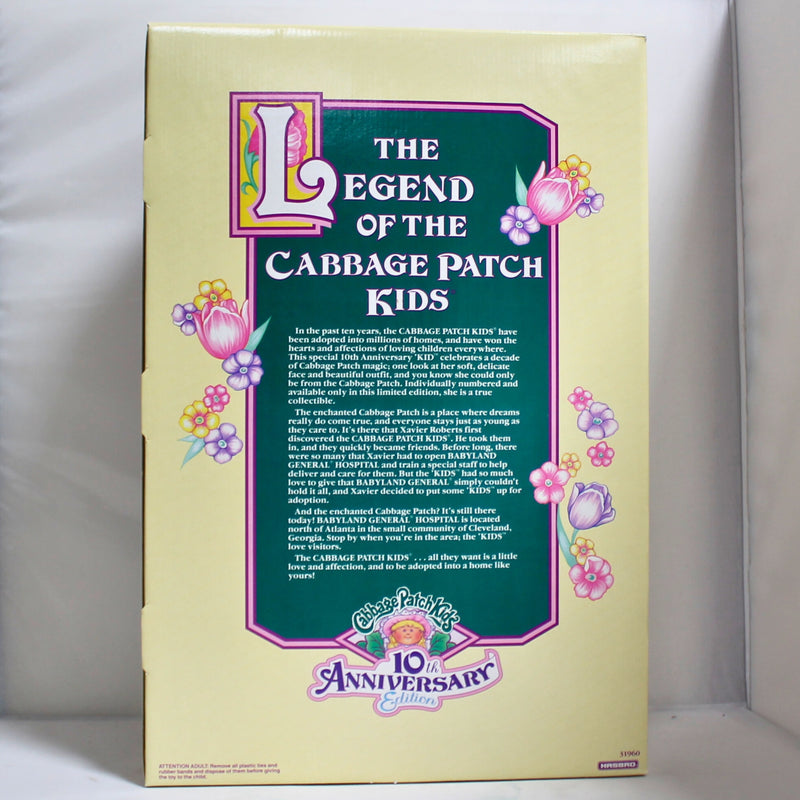 THE
LEGEND
OF THE
CABBAGE PATCH
KIDS™
In the past ten years, the CABBAGE PATCH KIDS® have
been adopted into millions of homes, and have won the
hearts and affections of loving children everywhere.
This special 10th Anniversary 'KID™ celebrates a decade
of Cabbage Patch magic; one look at her soft, delicate
face and beautiful outfit, and you know she could only
be from the Cabbage Patch. Individually numbered and
available only in this limited edition, she is a true
collectible.
The enchanted Cabbage Patch is a place where dreams
really do come true, and everyone stays just as young as
they care to. It's there that Xavier Roberts first
discovered the CABBAGE PATCH KIDS®. He took them
in, and they quickly became friends. Before long, there
were so many that Xavier had to open BABYLAND
GENERAL® HOSPITAL and train a special staff to help
deliver and care for them. But the 'KIDS™ had so much
love to give that BABYLAND GENERAL® simply couldn't
hold it all, and Xavier decided to put some 'KIDS™ up for
adoption.
And the enchanted Cabbage Patch? It's still there
today! BABYLAND GENERAL® HOSPITAL is located
north of Atlanta in the small community of Cleveland,
Georgia. Stop by when you're in the area; the 'KIDS™
love visitors.
The CABBAGE PATCH KIDS® . . . all they want is a little
love and affection, and to be adopted into a home like
yours!
Cabbage Patch Kids
10th
ANNIVERSARY
Edition
ATTENTION ADULT: Remove all plastic ties and
rubber bands and dispose of them before giving
the toy to the child.
31960
HASBRO